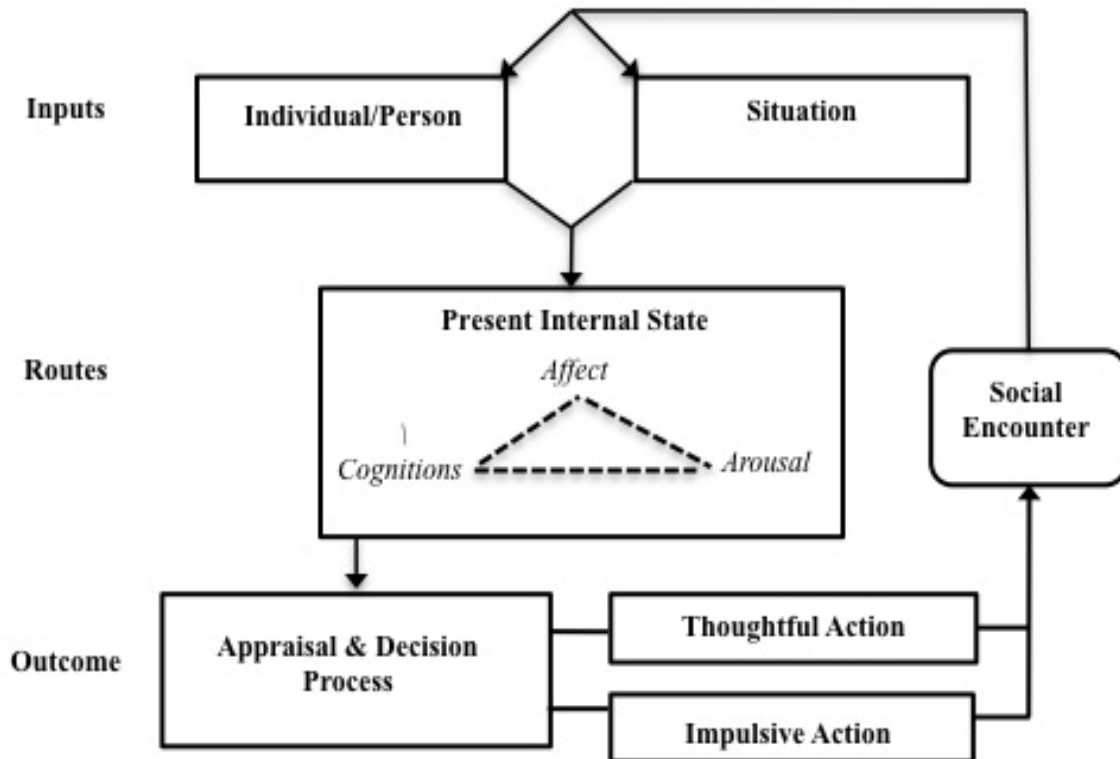 Inputs
Individual/Person
Situation
Present Internal State
Routes
Affect
Cognitions
Arousal
Social
Encounter
Outcome
Appraisal & Decision
Process
Thoughtful Action
Impulsive Action